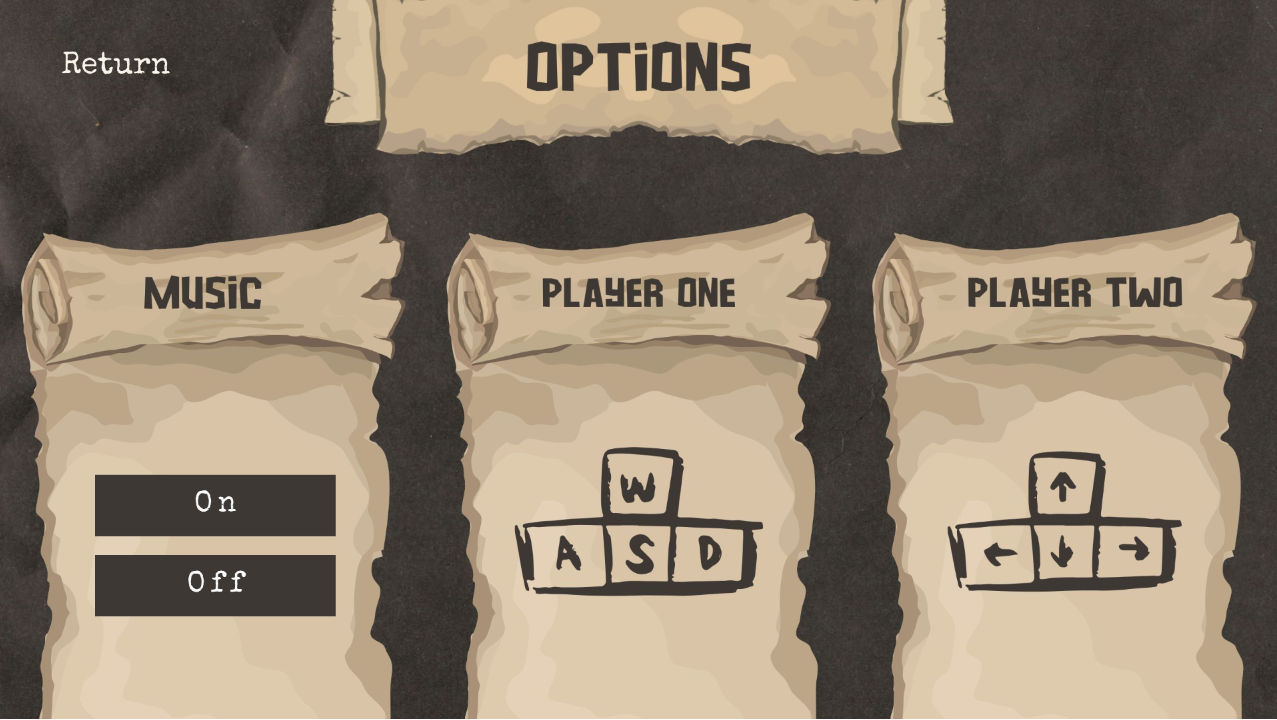 Return
OPTIONS
MUSIC
On
Off
PLAYER ONE
W
A S D
PLAYER TWO
↑
← ↓ →